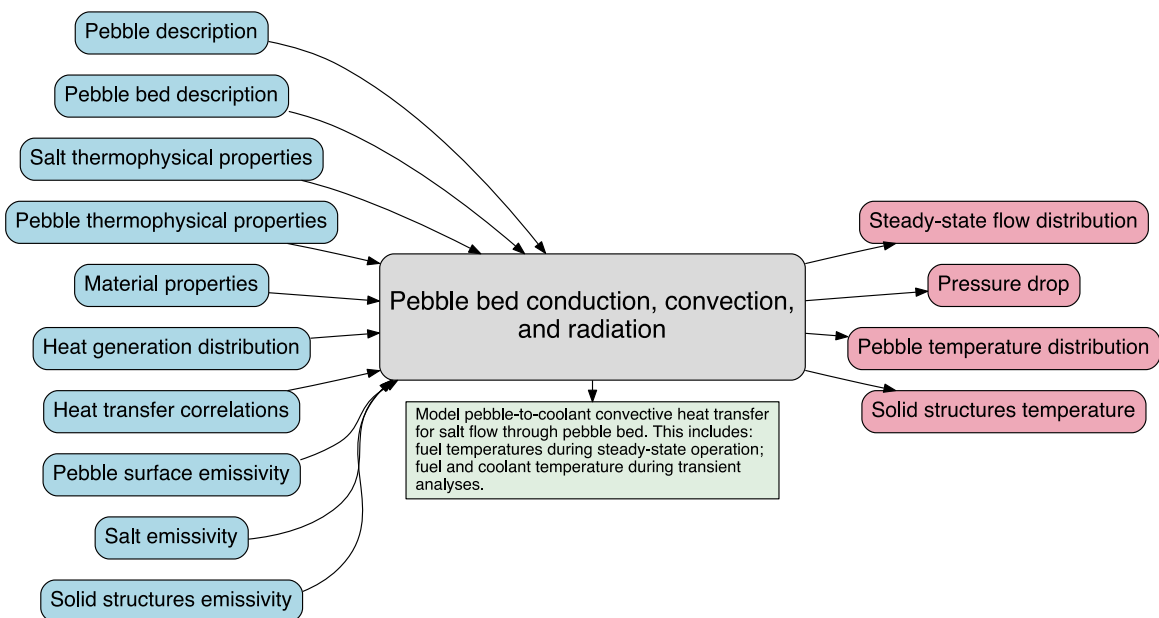 Pebble description
Pebble bed description
Salt thermophysical properties
Pebble thermophysical properties
Material properties
Heat generation distribution
Heat transfer correlations
Pebble surface emissivity
Salt emissivity
Solid structures emissivity
Pebble bed conduction, convection,
and radiation
Model pebble-to-coolant convective heat transfer
for salt flow through pebble bed. This includes:
fuel temperatures during steady-state operation;
fuel and coolant temperature during transient
analyses.
Steady-state flow distribution
Pressure drop
Pebble temperature distribution
Solid structures temperature